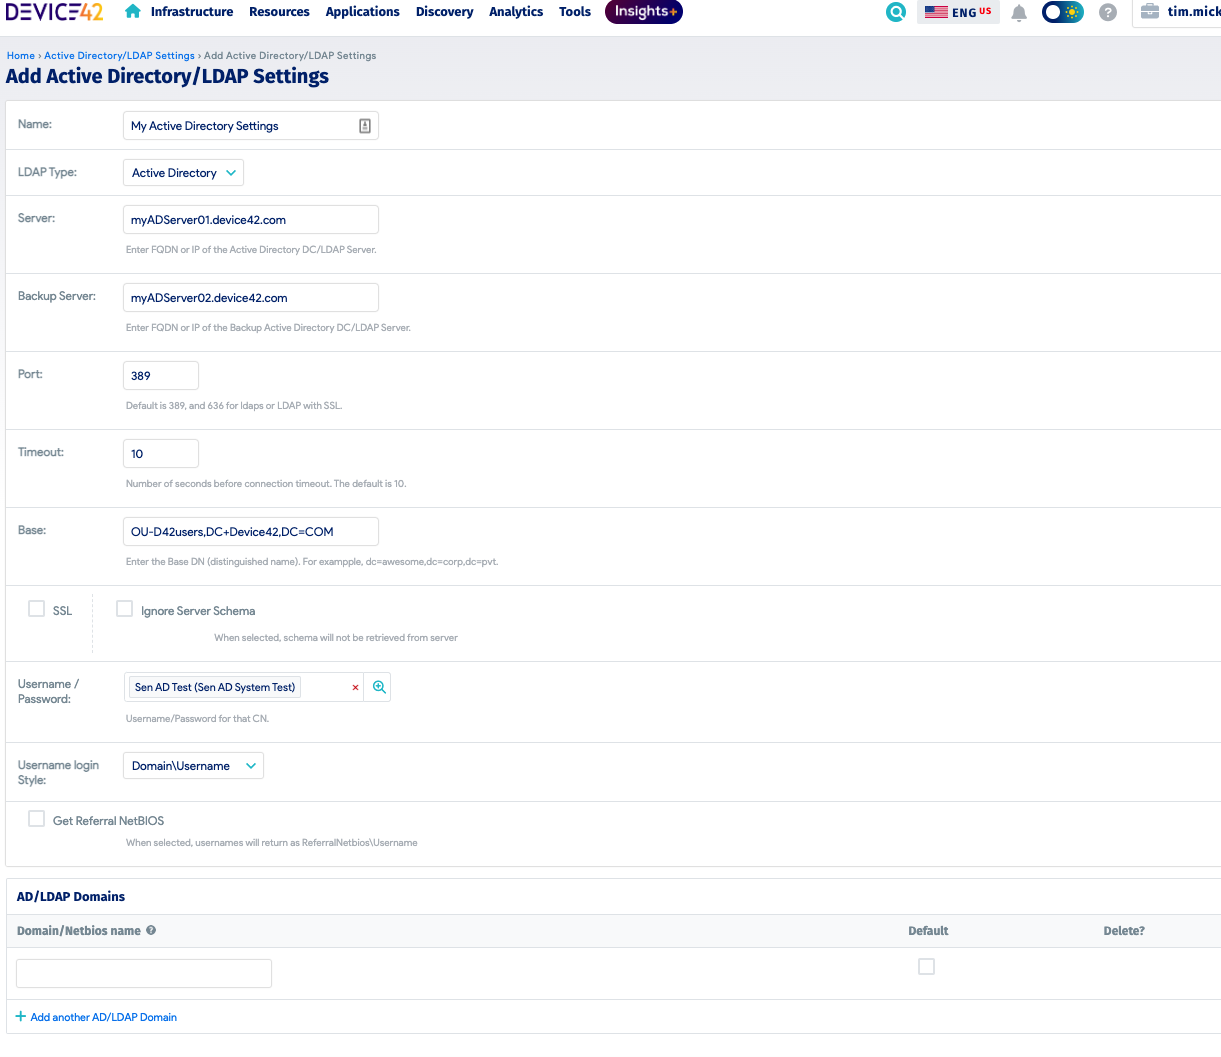 DEVICE42 Infrastructure Resources Applications Discovery Analytics Tools Insights+ ENG US ? tim.mick
Home › Active Directory/LDAP Settings › Add Active Directory/LDAP Settings
Add Active Directory/LDAP Settings
Name: My Active Directory Settings
LDAP Type: Active Directory
Server: myADServer01.device42.com
Enter FQDN or IP of the Active Directory DC/LDAP Server.
Backup Server: myADServer02.device42.com
Enter FQDN or IP of the Backup Active Directory DC/LDAP Server.
Port: 389
Default is 389, and 636 for ldaps or LDAP with SSL.
Timeout: 10
Number of seconds before connection timeout. The default is 10.
Base: OU-D42users,DC+Device42,DC=COM
Enter the Base DN (distinguished name). For exampple, dc=awesome,dc=corp,dc=pvt.
SSL Ignore Server Schema
When selected, schema will not be retrieved from server
Username /
Password: Sen AD Test (Sen AD System Test) ×
Username/Password for that CN.
Username login
Style: Domain\Username
Get Referral NetBIOS
When selected, usernames will return as ReferralNetbios\Username
AD/LDAP Domains
Domain/Netbios name ? Default Delete?
+ Add another AD/LDAP Domain